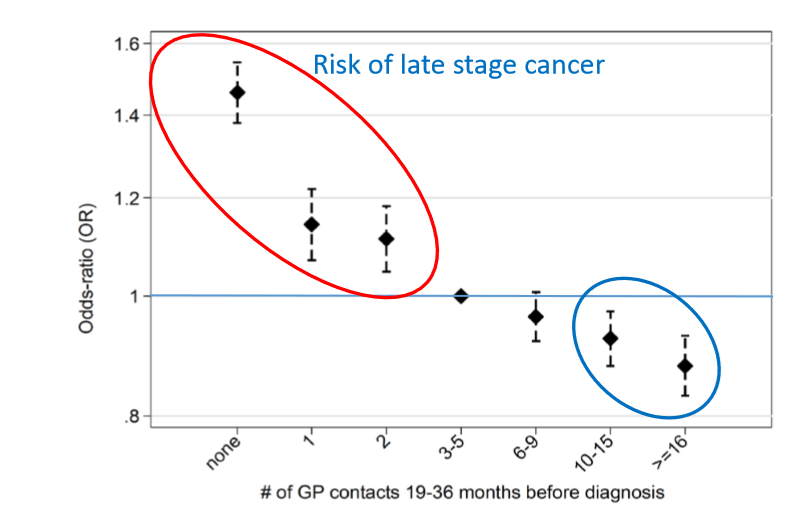 Risk of late stage cancer
1.6
1.4
1.2
1
.8
Odds-ratio (OR)
none
1
2
3-5
6-9
10-15
>=16
# of GP contacts 19-36 months before diagnosis